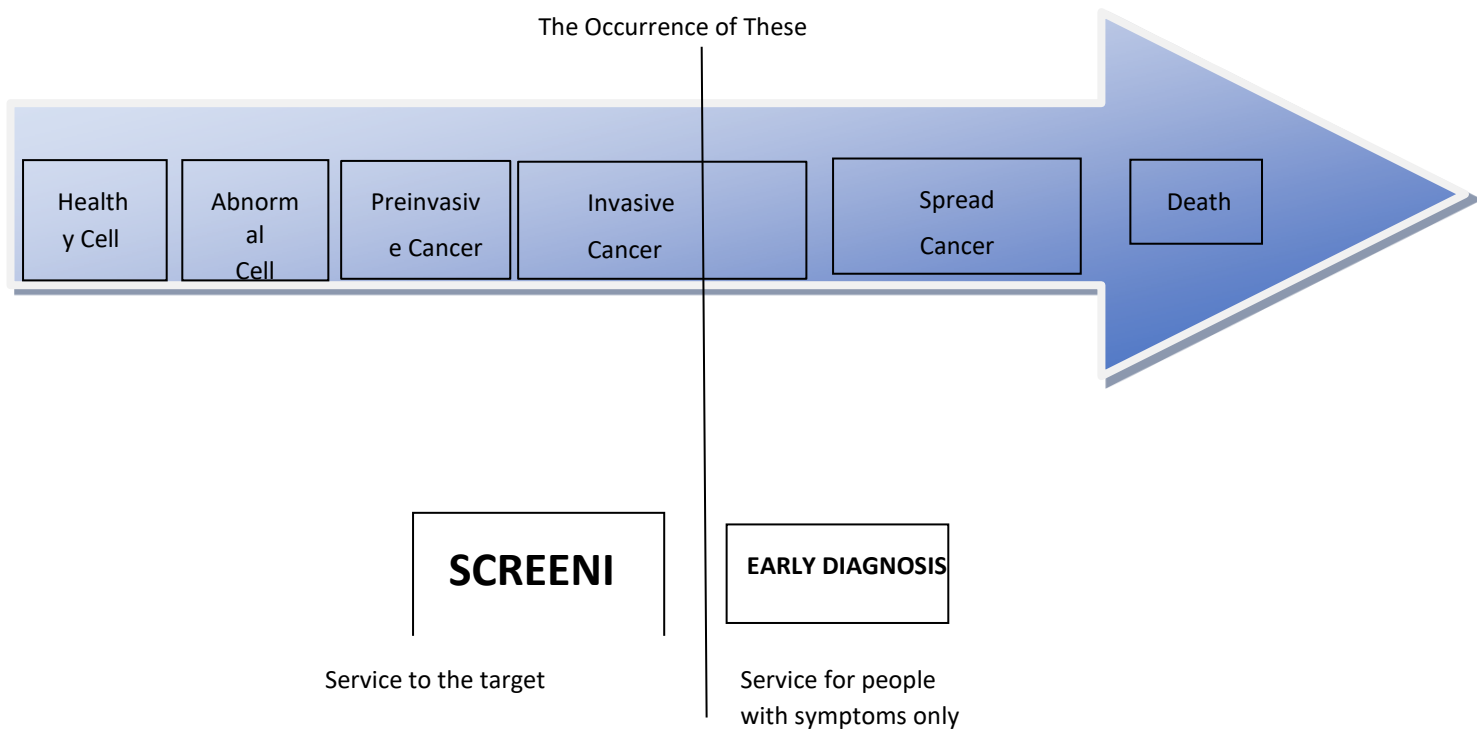 The Occurrence of These
Health
y Cell
Abnorm
al
Cell
Preinvasiv
e Cancer
Invasive
Cancer
Spread
Cancer
Death
SCREENI
EARLY DIAGNOSIS
Service to the target
Service for people
with symptoms only